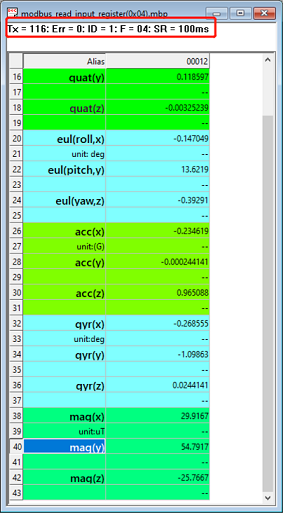 modbus_read_input_register(0x04).mbp
Tx = 116: Err = 0: ID = 1: F = 04: SR = 100ms
Alias 00012
16 quat(y) 0.118597
17 --
18 quat(z) -0.00325239
19 --
20 eul(roll,x) -0.147049
21 unit: deg --
22 eul(pitch,y) 13.6219
23 --
24 eul(yaw,z) -0.39291
25 --
26 acc(x) -0.234619
27 unit:(G) --
28 acc(y) -0.000244141
29 --
30 acc(z) 0.965088
31 --
32 gyr(x) -0.268555
33 unit:deg --
34 gyr(y) -1.09863
35 --
36 gyr(z) 0.0244141
37 --
38 mag(x) 29.9167
39 unit:uT --
40 mag(y) 54.7917
41 --
42 mag(z) -25.7667
43 --